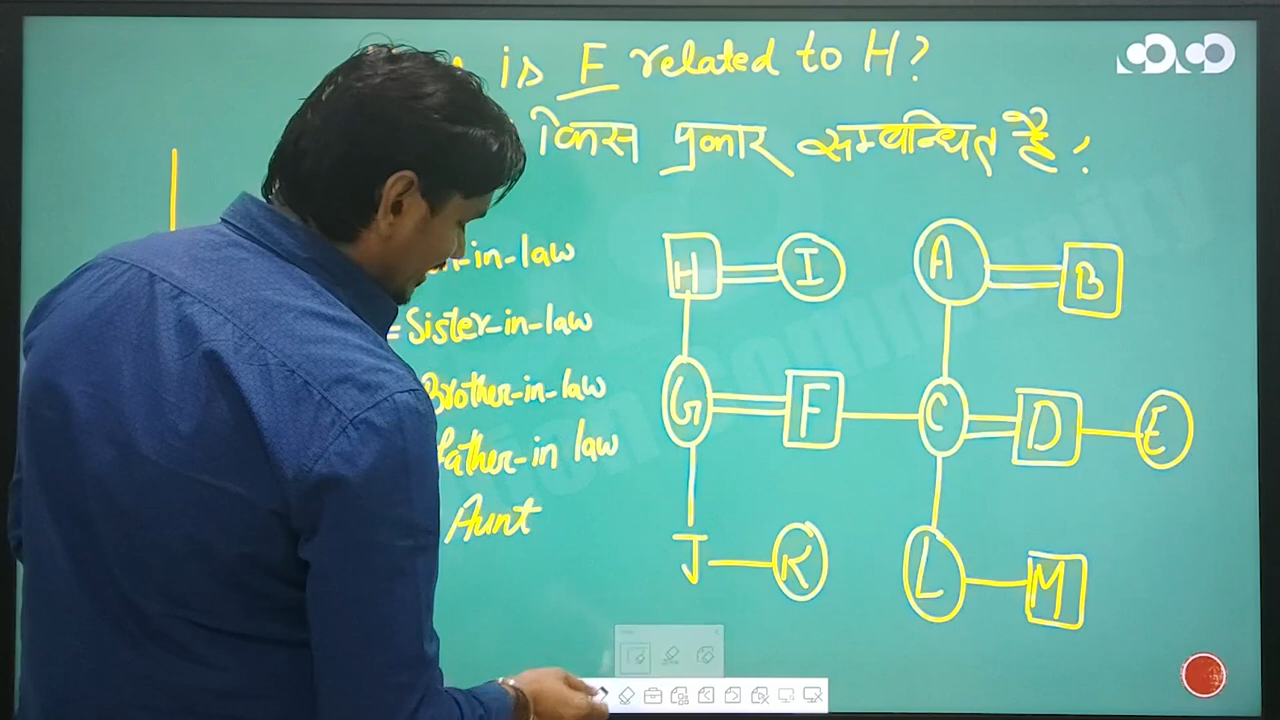 is F related to H?
किस प्रकार सम्बन्धित है?
in-law
= Sister-in-law
Brother-in-law
Father-in law
Aunt
H I A B
G F C D E
J K L M